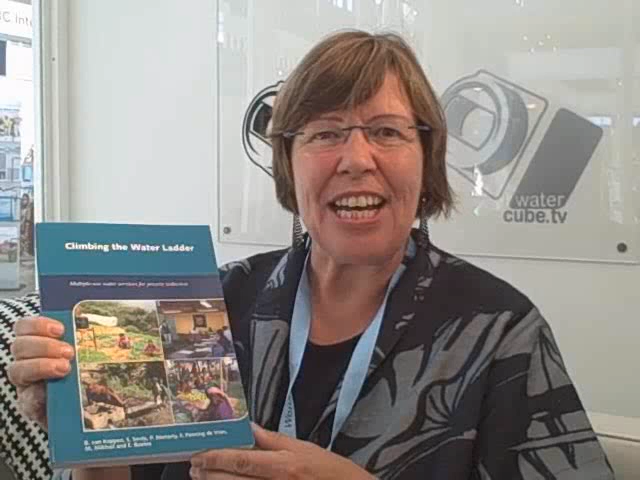 C Inte
water
cube.tv
Climbing the Water Ladder
Multiple-use water services for poverty reduction
B. van Koppen, S. Smits, P. Moriarty, F. Penning de Vries,
M. Mikhail and E. Boelee